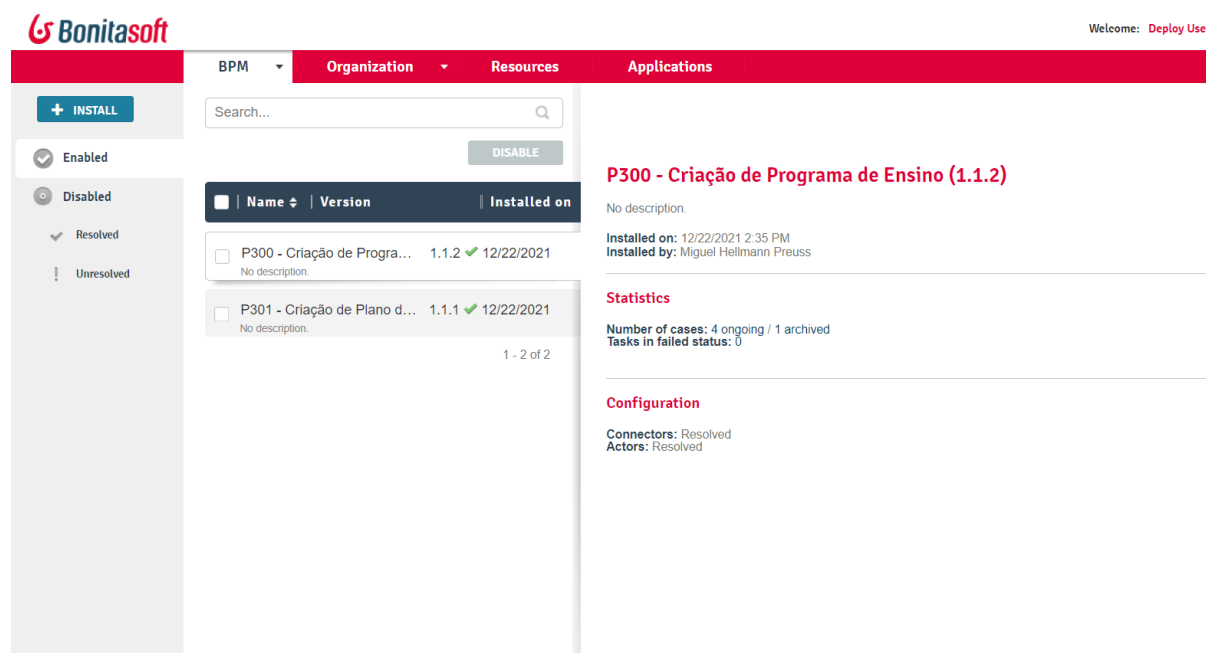 Bonitasoft
Welcome: Deploy Use
BPM Organization Resources Applications
INSTALL
Enabled
Disabled
Resolved
Unresolved
Search...
DISABLE
Name Version Installed on
P300 - Criação de Progra... 1.1.2 12/22/2021
No description.
P301 - Criação de Plano d... 1.1.1 12/22/2021
No description.
1 - 2 of 2
P300 - Criação de Programa de Ensino (1.1.2)
No description.
Installed on: 12/22/2021 2:35 PM
Installed by: Miguel Hellmann Preuss
Statistics
Number of cases: 4 ongoing / 1 archived
Tasks in failed status: 0
Configuration
Connectors: Resolved
Actors: Resolved